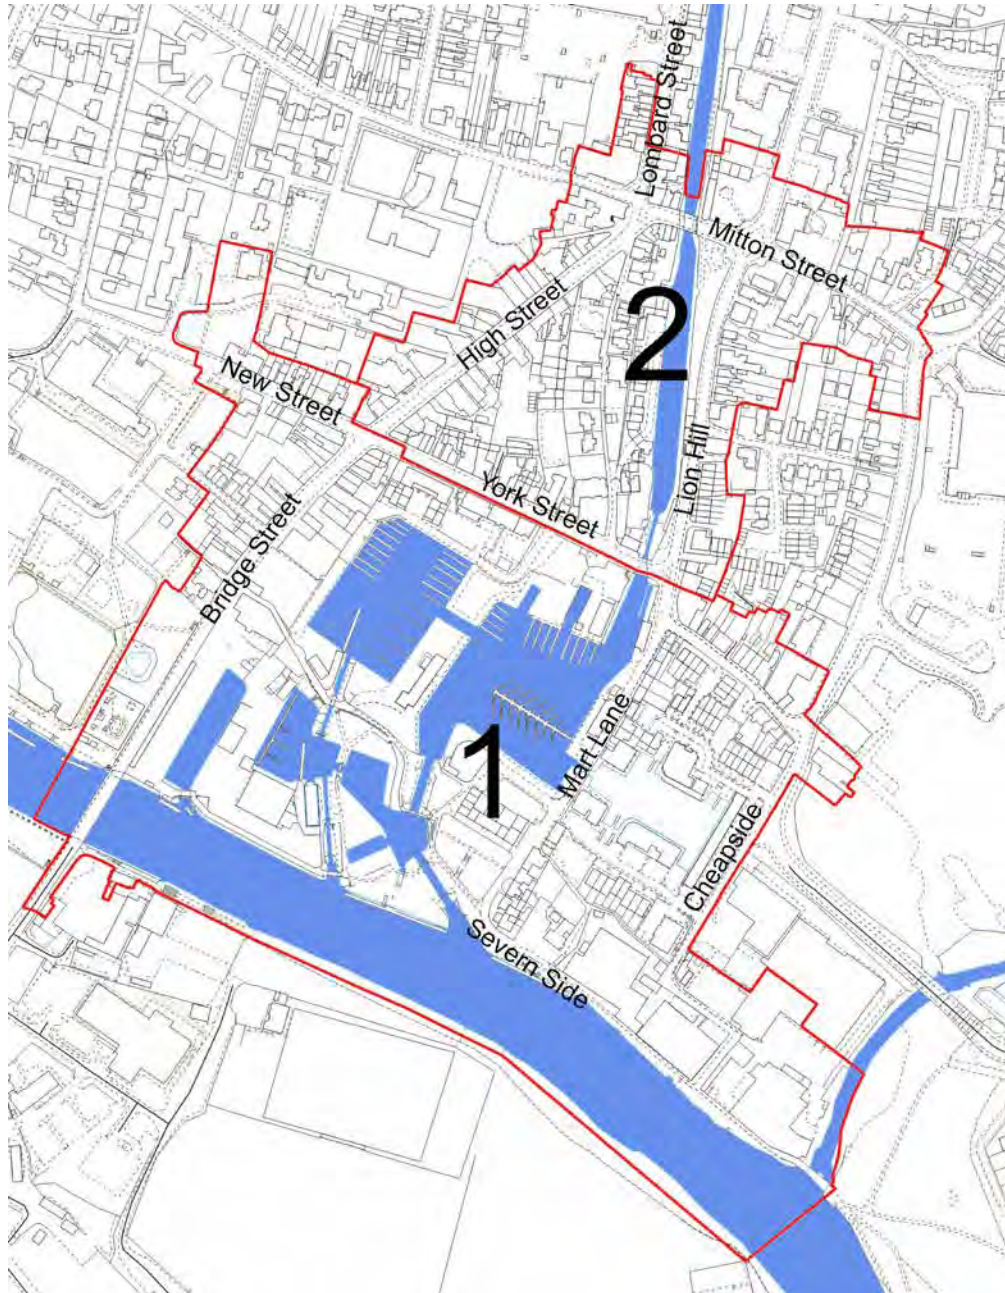 Lombard Street
Mitton Street
2
High Street
New Street
Lion Hill
York Street
Bridge Street
1
Mart Lane
Cheapside
Severn Side